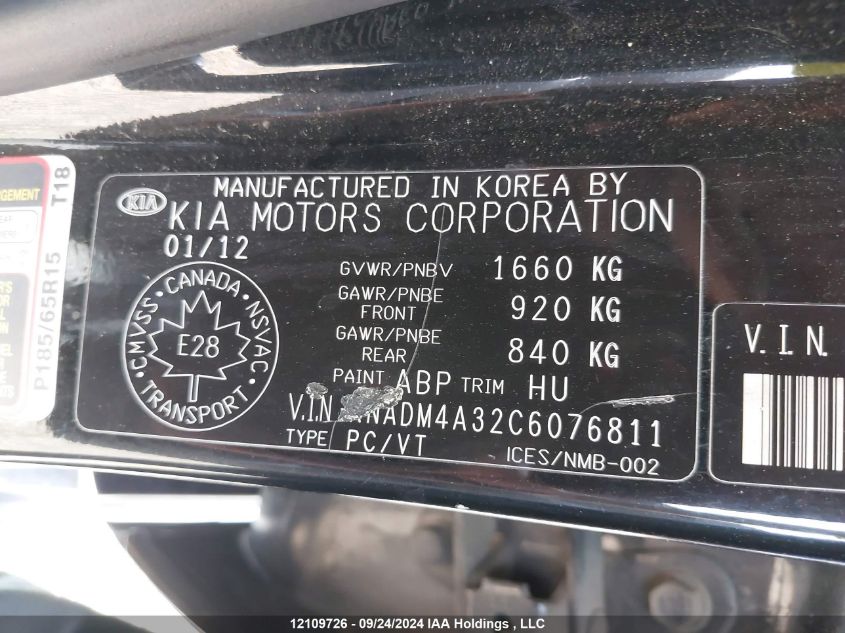 MANUFACTURED IN KOREA BY
KIA KIA MOTORS CORPORATION
01/12
GVWR/PNBV 1660 KG
GAWR/PNBE FRONT 920 KG
GAWR/PNBE REAR 840 KG
PAINT ABP TRIM HU
V.I.N. KNADM4A32C6076811
TYPE PC/VT
ICES/NMB-002
CMVSS · CANADA · NSVAC · TRANSPORT ·
E28
P185/65R15 T18
V.I.N.
12109726 - 09/24/2024 IAA Holdings , LLC